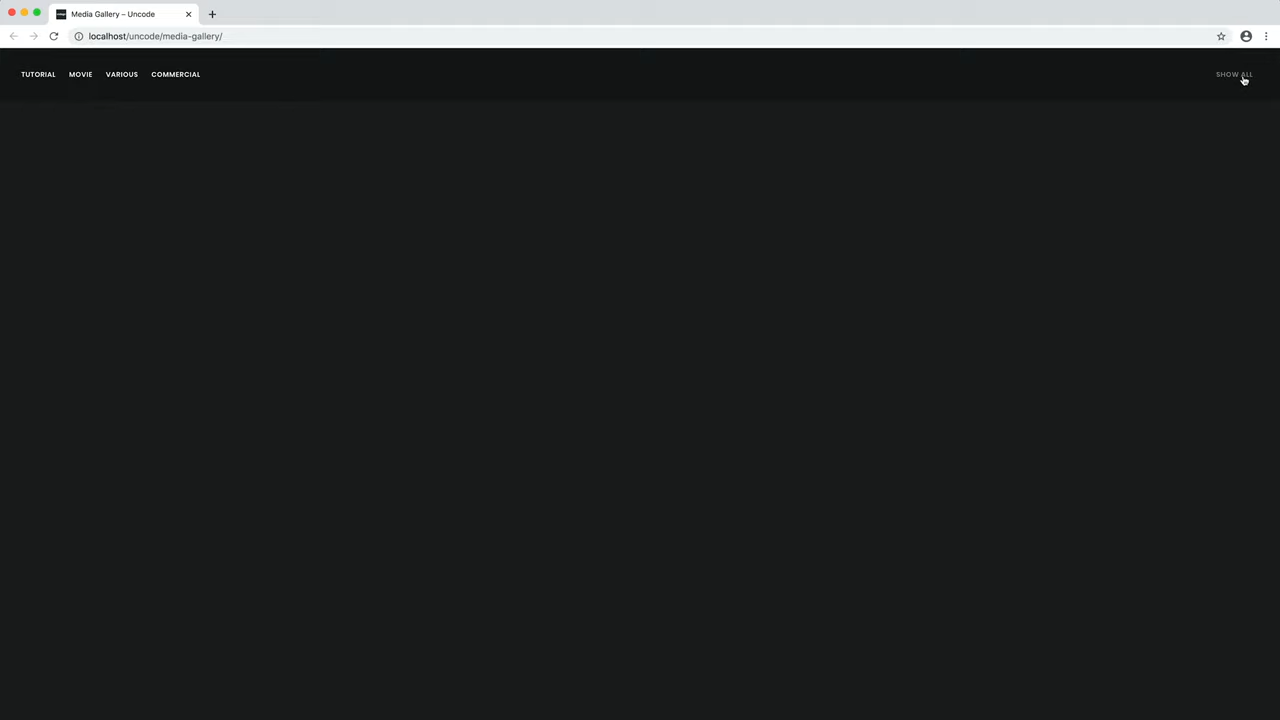 Media Gallery – Uncode
localhost/uncode/media-gallery/
TUTORIAL MOVIE VARIOUS COMMERCIAL SHOW ALL